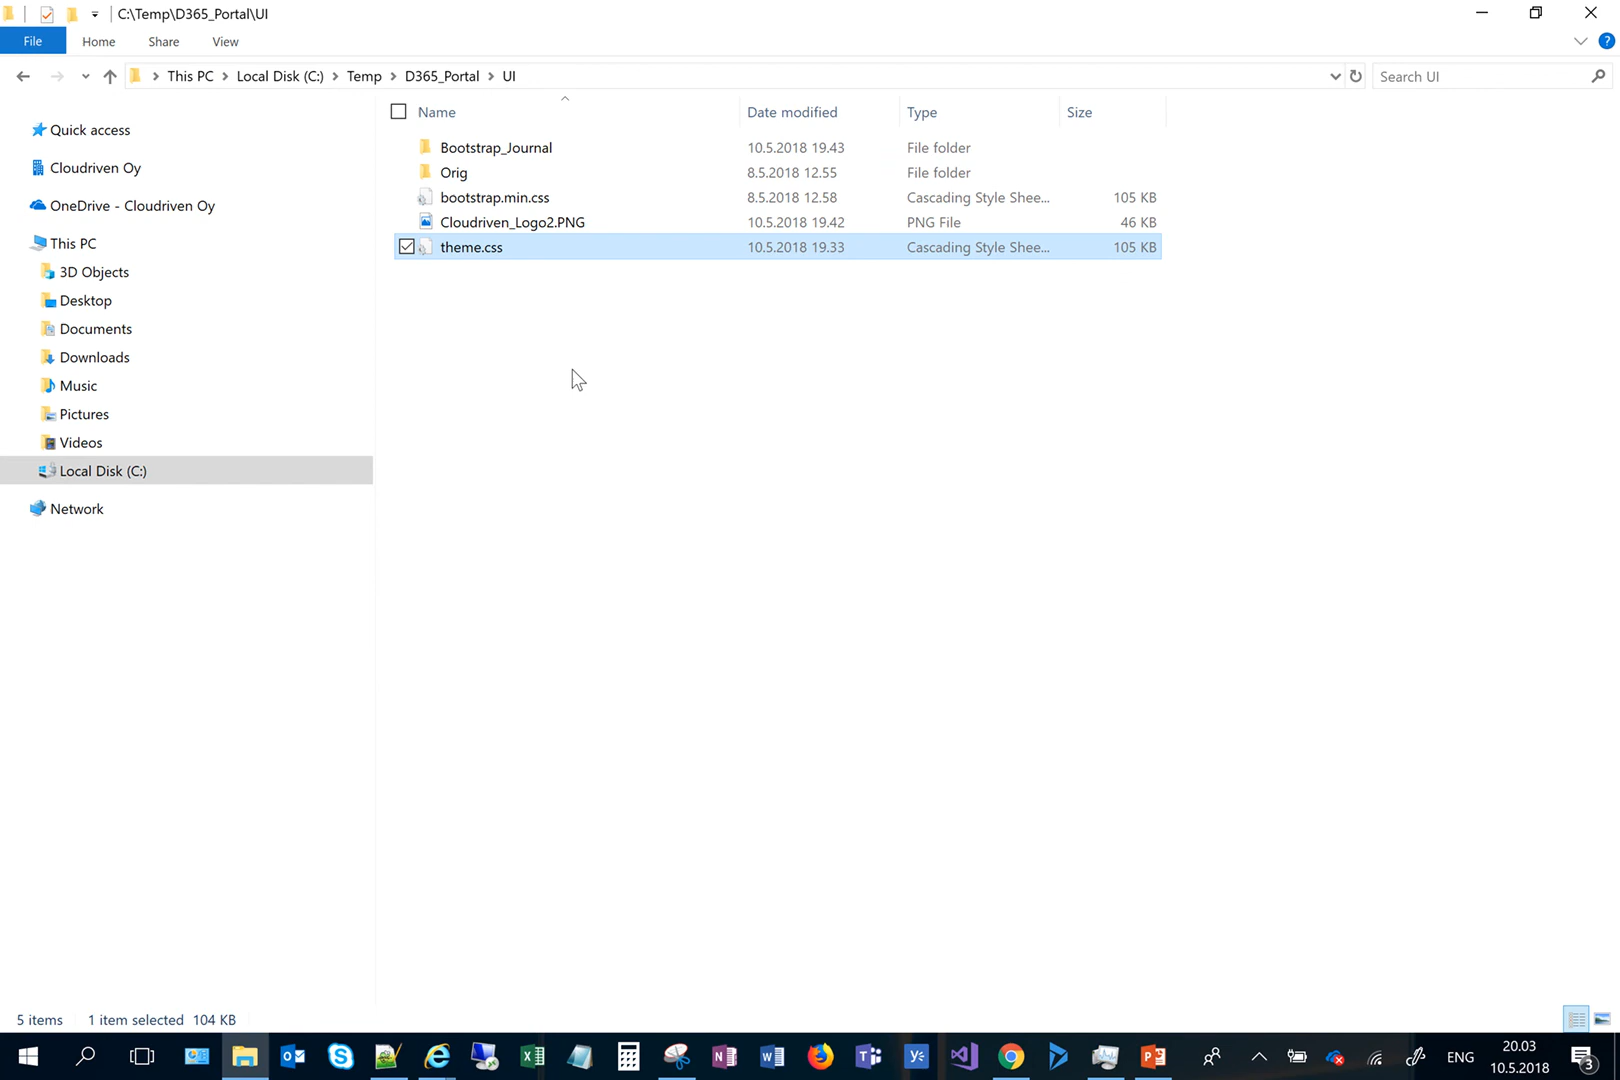 C:\Temp\D365_Portal\UI
File Home Share View
This PC Local Disk (C:) Temp D365_Portal UI
Search UI
Name Date modified Type Size
Quick access
Cloudriven Oy
OneDrive - Cloudriven Oy
This PC
3D Objects
Desktop
Documents
Downloads
Music
Pictures
Videos
Local Disk (C:)
Network
Bootstrap_Journal 10.5.2018 19.43 File folder
Orig 8.5.2018 12.55 File folder
bootstrap.min.css 8.5.2018 12.58 Cascading Style Shee... 105 KB
Cloudriven_Logo2.PNG 10.5.2018 19.42 PNG File 46 KB
theme.css 10.5.2018 19.33 Cascading Style Shee... 105 KB
5 items 1 item selected 104 KB
ENG
20.03
10.5.2018
3